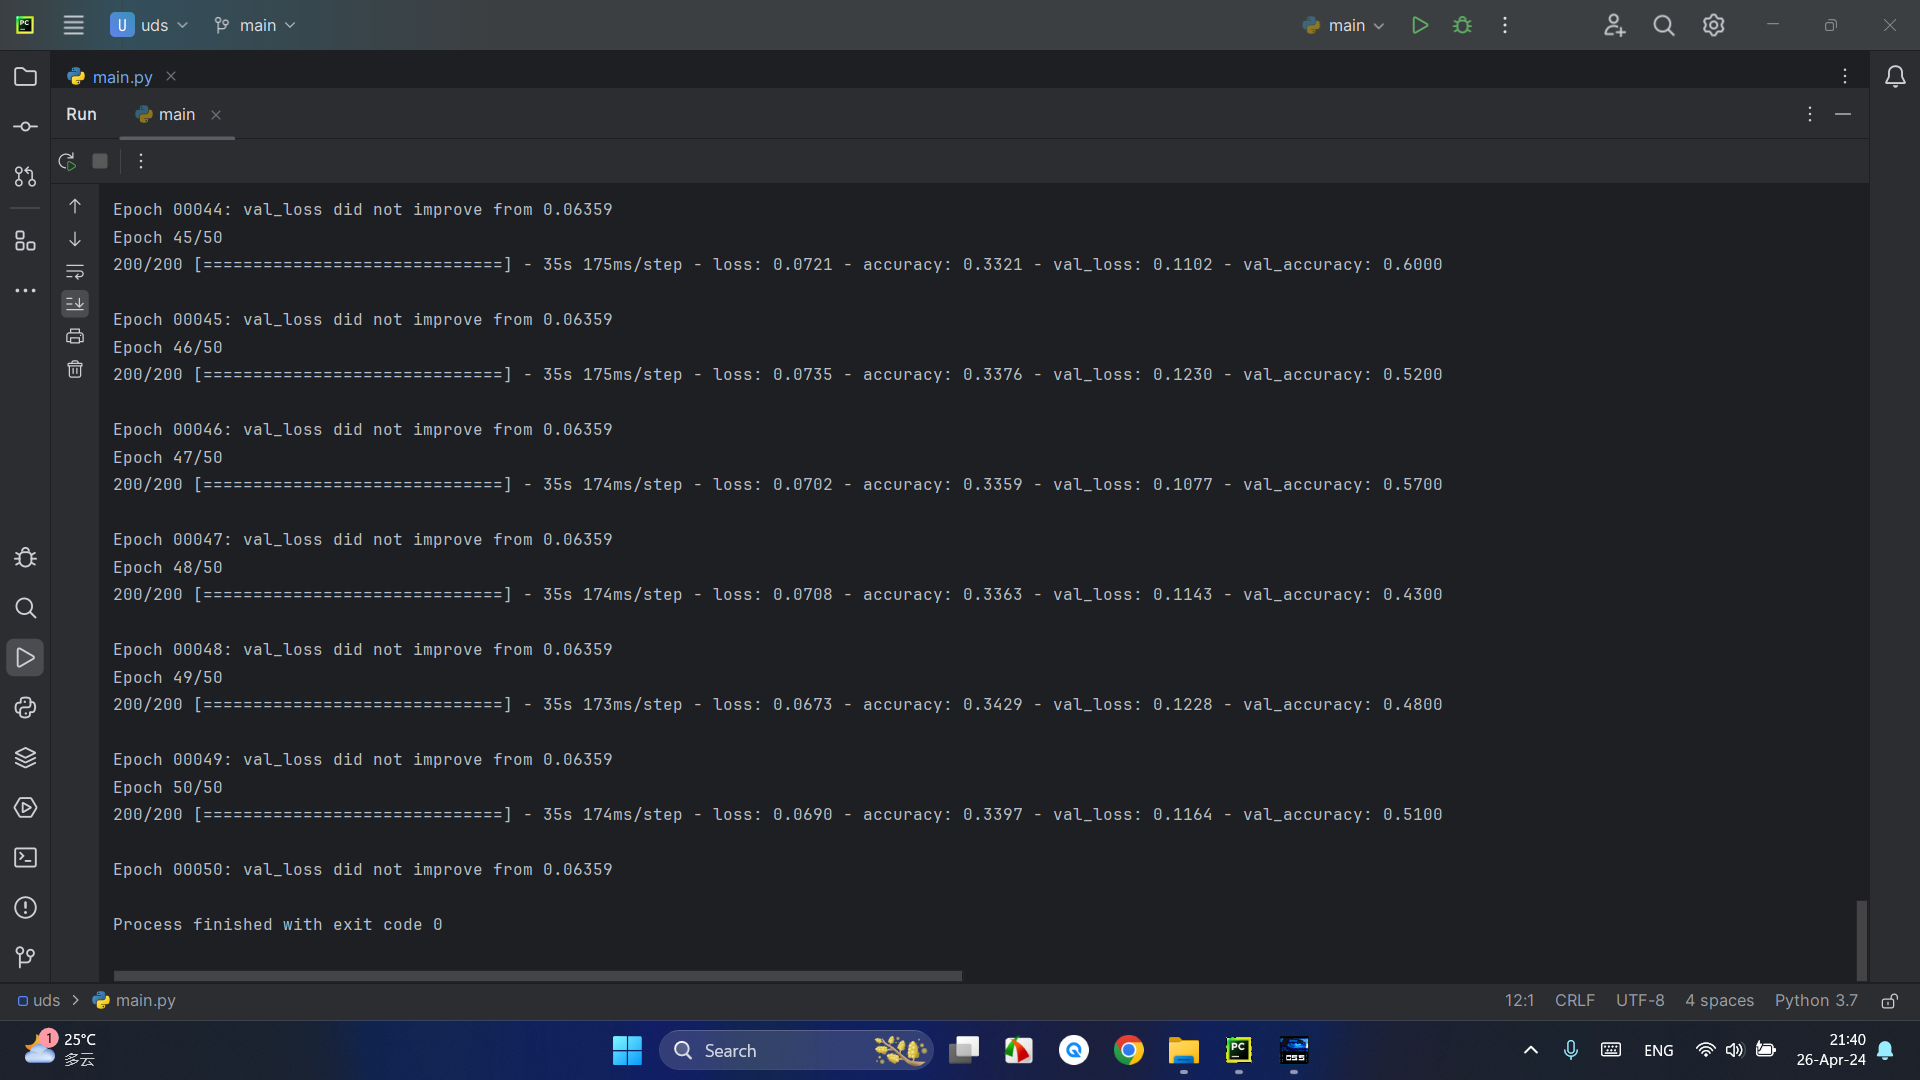 PC
U uds main
main
main.py
Run main
Epoch 00044: val_loss did not improve from 0.06359
Epoch 45/50
200/200 [==============================] - 35s 175ms/step - loss: 0.0721 - accuracy: 0.3321 - val_loss: 0.1102 - val_accuracy: 0.6000
Epoch 00045: val_loss did not improve from 0.06359
Epoch 46/50
200/200 [==============================] - 35s 175ms/step - loss: 0.0735 - accuracy: 0.3376 - val_loss: 0.1230 - val_accuracy: 0.5200
Epoch 00046: val_loss did not improve from 0.06359
Epoch 47/50
200/200 [==============================] - 35s 174ms/step - loss: 0.0702 - accuracy: 0.3359 - val_loss: 0.1077 - val_accuracy: 0.5700
Epoch 00047: val_loss did not improve from 0.06359
Epoch 48/50
200/200 [==============================] - 35s 174ms/step - loss: 0.0708 - accuracy: 0.3363 - val_loss: 0.1143 - val_accuracy: 0.4300
Epoch 00048: val_loss did not improve from 0.06359
Epoch 49/50
200/200 [==============================] - 35s 173ms/step - loss: 0.0673 - accuracy: 0.3429 - val_loss: 0.1228 - val_accuracy: 0.4800
Epoch 00049: val_loss did not improve from 0.06359
Epoch 50/50
200/200 [==============================] - 35s 174ms/step - loss: 0.0690 - accuracy: 0.3397 - val_loss: 0.1164 - val_accuracy: 0.5100
Epoch 00050: val_loss did not improve from 0.06359
Process finished with exit code 0
uds > main.py
12:1 CRLF UTF-8 4 spaces Python 3.7
1 25°C
多云
Search
PC
OSS
ENG
21:40
26-Apr-24